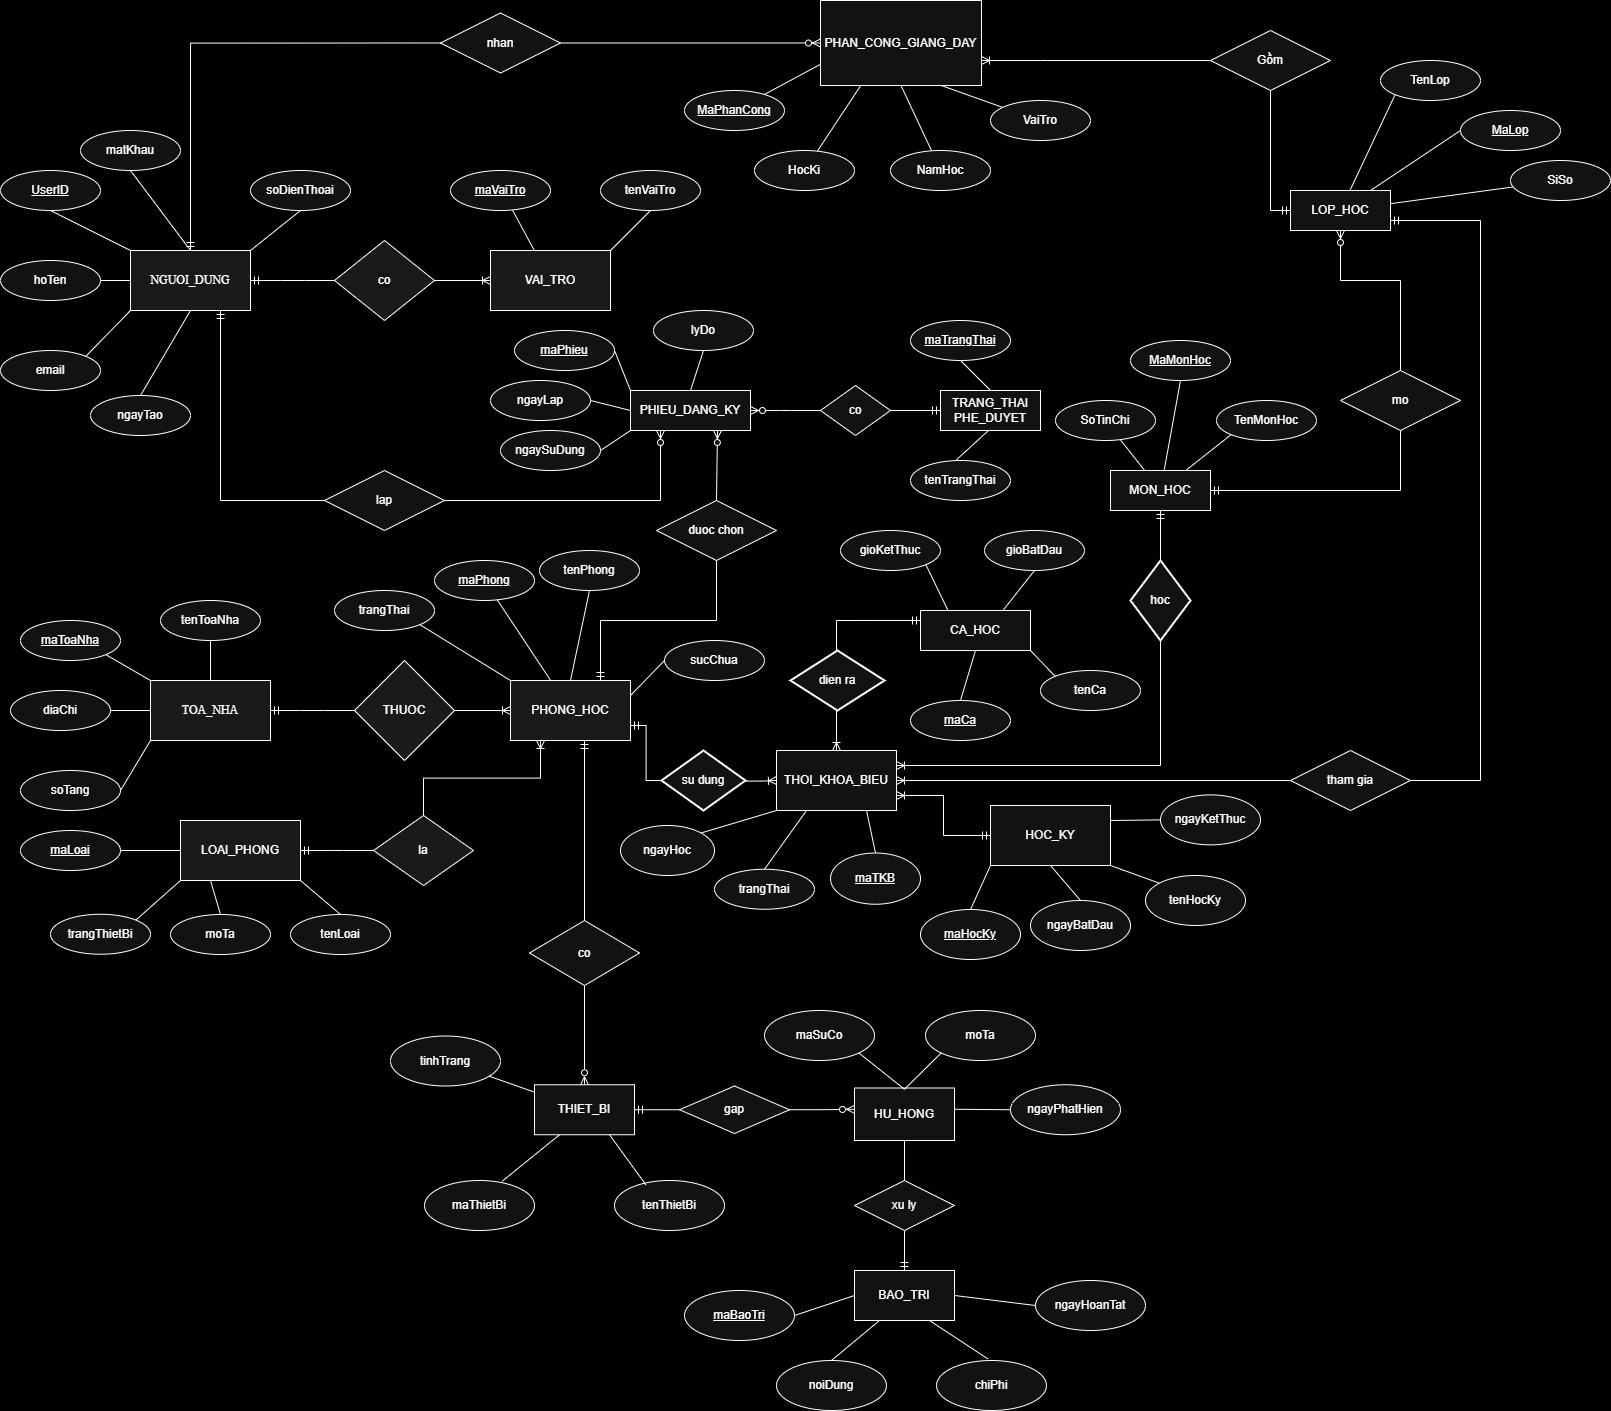 nhan
PHAN_CONG_GIANG_DAY
Gồm
TenLop
MaPhanCong
VaiTro
MaLop
matKhau
HocKi
NamHoc
SiSo
UserID
soDienThoai
maVaiTro
tenVaiTro
LOP_HOC
hoTen
NGUOI_DUNG
co
VAI_TRO
lyDo
maTrangThai
maPhieu
MaMonHoc
email
ngayLap
ngayTao
PHIEU_DANG_KY
co
TRANG_THAI
PHE_DUYET
mo
SoTinChi
TenMonHoc
ngaySuDung
tenTrangThai
MON_HOC
lap
duoc chon
gioKetThuc
gioBatDau
tenPhong
maPhong
hoc
trangThai
tenToaNha
maToaNha
CA_HOC
sucChua
dien ra
tenCa
diaChi
TOA_NHA
THUOC
PHONG_HOC
maCa
soTang
su dung
THOI_KHOA_BIEU
tham gia
ngayKetThuc
HOC_KY
maLoai
LOAI_PHONG
la
ngayHoc
maTKB
trangThai
tenHocKy
trangThietBi
moTa
tenLoai
maHocKy
ngayBatDau
co
maSuCo
moTa
tinhTrang
THIET_BI
gap
HU_HONG
ngayPhatHien
maThietBi
tenThietBi
xu ly
BAO_TRI
ngayHoanTat
maBaoTri
noiDung
chiPhi